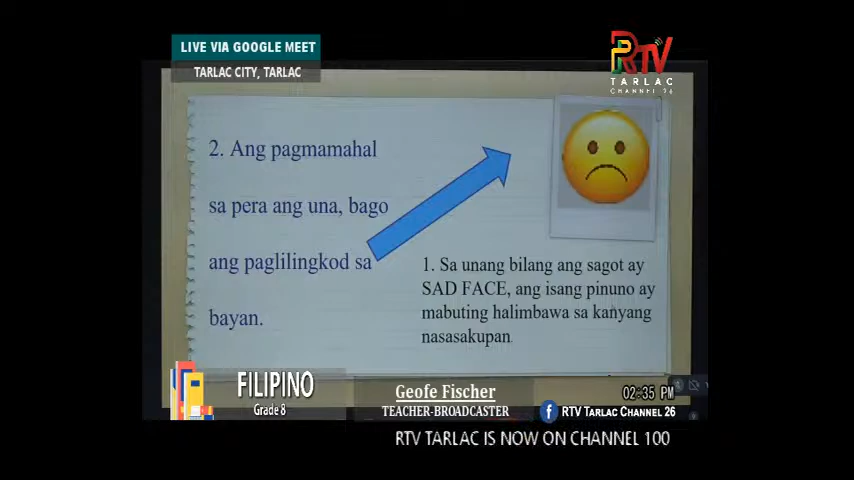 LIVE VIA GOOGLE MEET
TARLAC CITY, TARLAC
RTV
TARLAC
CHANNEL 26
2. Ang pagmamahal
sa pera ang una, bago
ang paglilingkod sa
bayan.
1. Sa unang bilang ang sagot ay
SAD FACE, ang isang pinuno ay
mabuting halimbawa sa kanyang
nasasakupan
FILIPINO
Grade 8
Geofe Fischer
TEACHER-BROADCASTER
02:35 PM
f RTV TARLAC CHANNEL 26
RTV TARLAC IS NOW ON CHANNEL 100